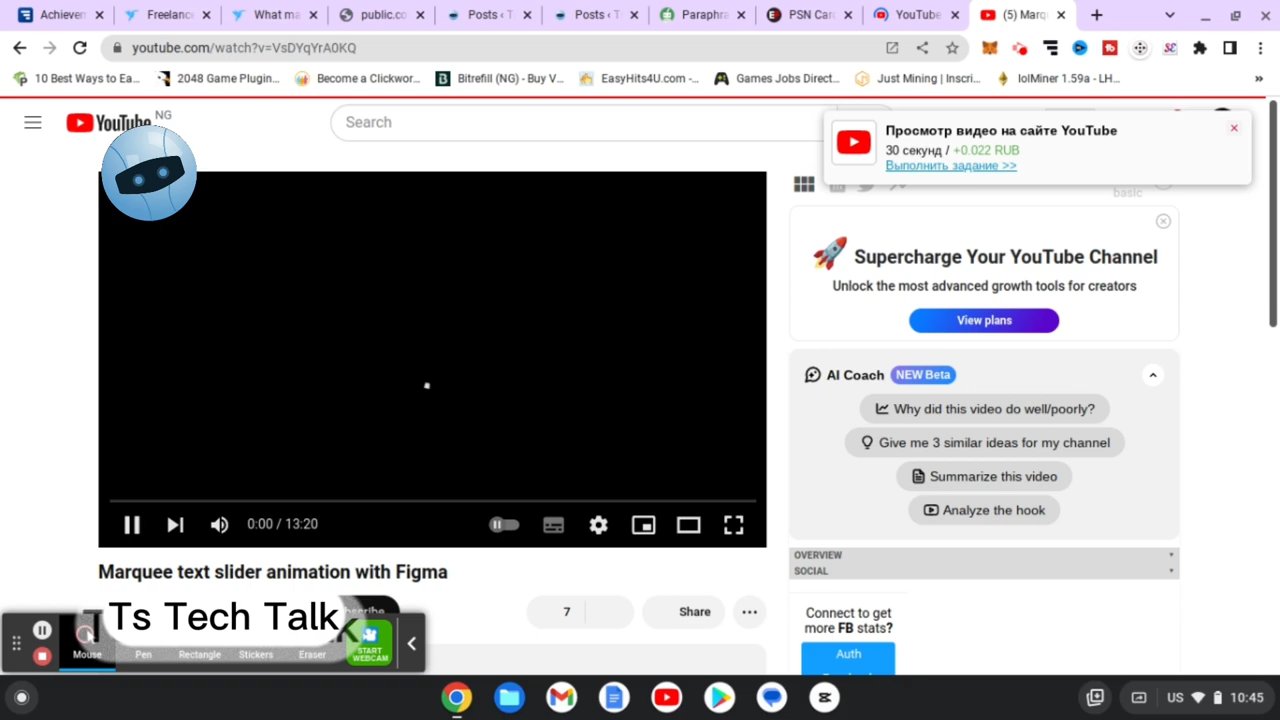 Achieven
Freelance
What ma
public.co
Posts ‹ T
Posts ‹ T
Paraphra
PSN Card
YouTube
(5) Marq
youtube.com/watch?v=VsDYqYrA0KQ
10 Best Ways to Ea...
2048 Game Plugin...
Become a Clickwor...
Bitrefill (NG) - Buy V...
EasyHits4U.com -...
Games Jobs Direct...
Just Mining | Inscri...
lolMiner 1.59a - LH...
»
YouTube NG
Search
Просмотр видео на сайте YouTube
30 секунд / +0.022 RUB
Выполнить задание >>
basic
Supercharge Your YouTube Channel
Unlock the most advanced growth tools for creators
View plans
AI Coach NEW Beta
Why did this video do well/poorly?
Give me 3 similar ideas for my channel
Summarize this video
Analyze the hook
0:00 / 13:20
OVERVIEW
SOCIAL
Marquee text slider animation with Figma
Connect to get
more FB stats?
Auth
7
Share
Ts Tech Talk
Mouse
Pen
Rectangle
Stickers
Eraser
START
WEBCAM
US
10:45